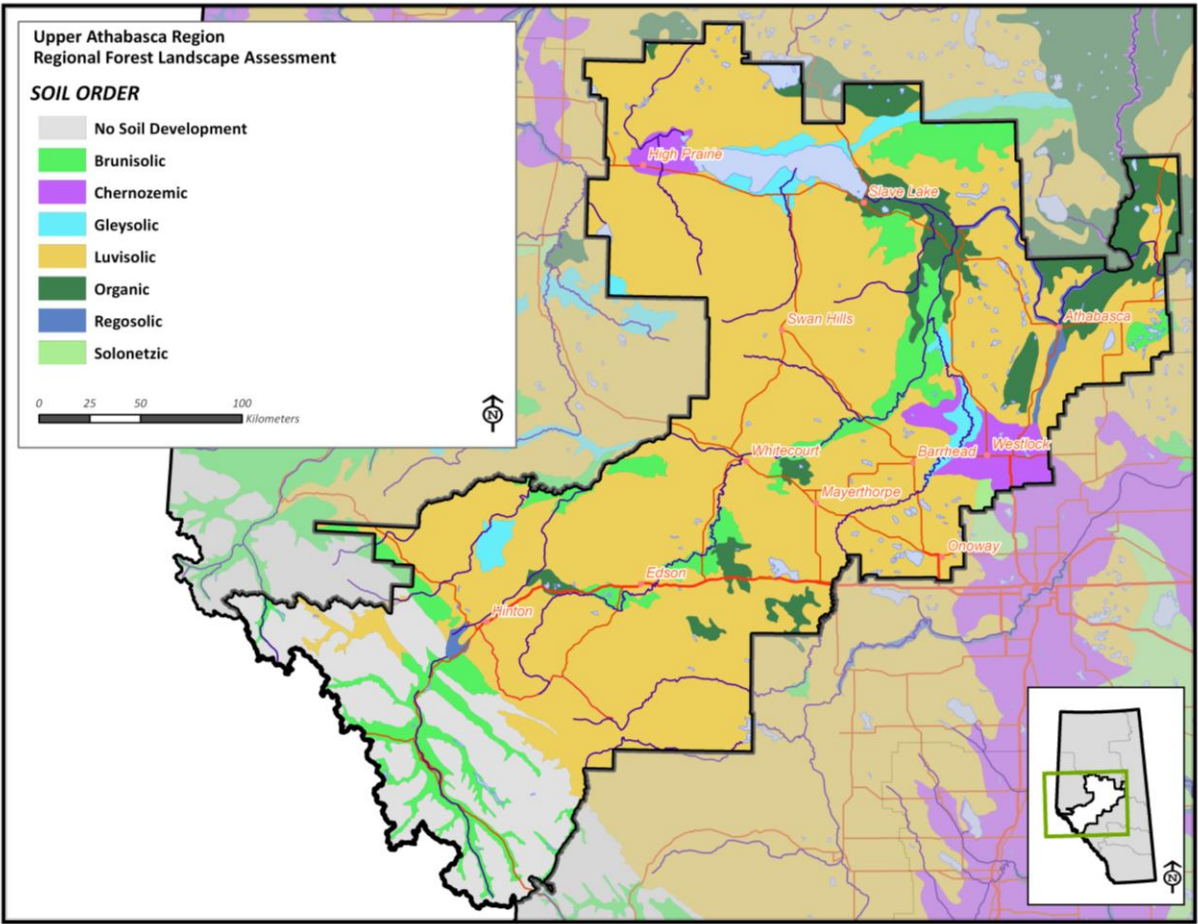 Upper Athabasca Region
Regional Forest Landscape Assessment
SOIL ORDER
No Soil Development
Brunisolic
Chernozemic
Gleysolic
Luvisolic
Organic
Regosolic
Solonetzic
0 25 50 100
Kilometers
N
High Prairie
Slave Lake
Swan Hills
Athabasca
Whitecourt
Barrhead
Westlock
Mayerthorpe
Onoway
Edson
Hinton
N